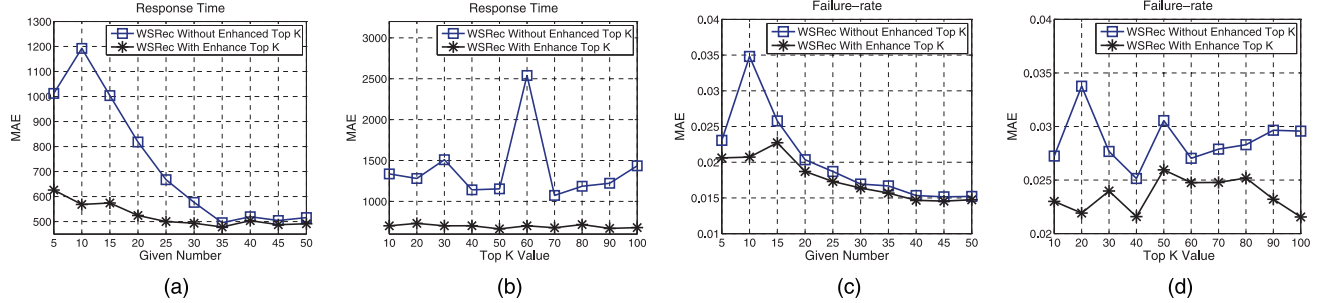 Response Time
WSRec Without Enhanced Top K
WSRec With Enhance Top K
1300
1200
1100
1000
900
800
700
600
500
MAE
5 10 15 20 25 30 35 40 45 50
Given Number
(a)
Response Time
WSRec Without Enhanced Top K
WSRec With Enhance Top K
3000
2500
2000
1500
1000
MAE
10 20 30 40 50 60 70 80 90 100
Top K Value
(b)
Failure-rate
WSRec Without Enhanced Top K
WSRec With Enhance Top K
0.04
0.035
0.03
0.025
0.02
0.015
0.01
MAE
5 10 15 20 25 30 35 40 45 50
Given Number
(c)
Failure-rate
WSRec Without Enhanced Top K
WSRec With Enhance Top K
0.04
0.035
0.03
0.025
0.02
MAE
10 20 30 40 50 60 70 80 90 100
Top K Value
(d)